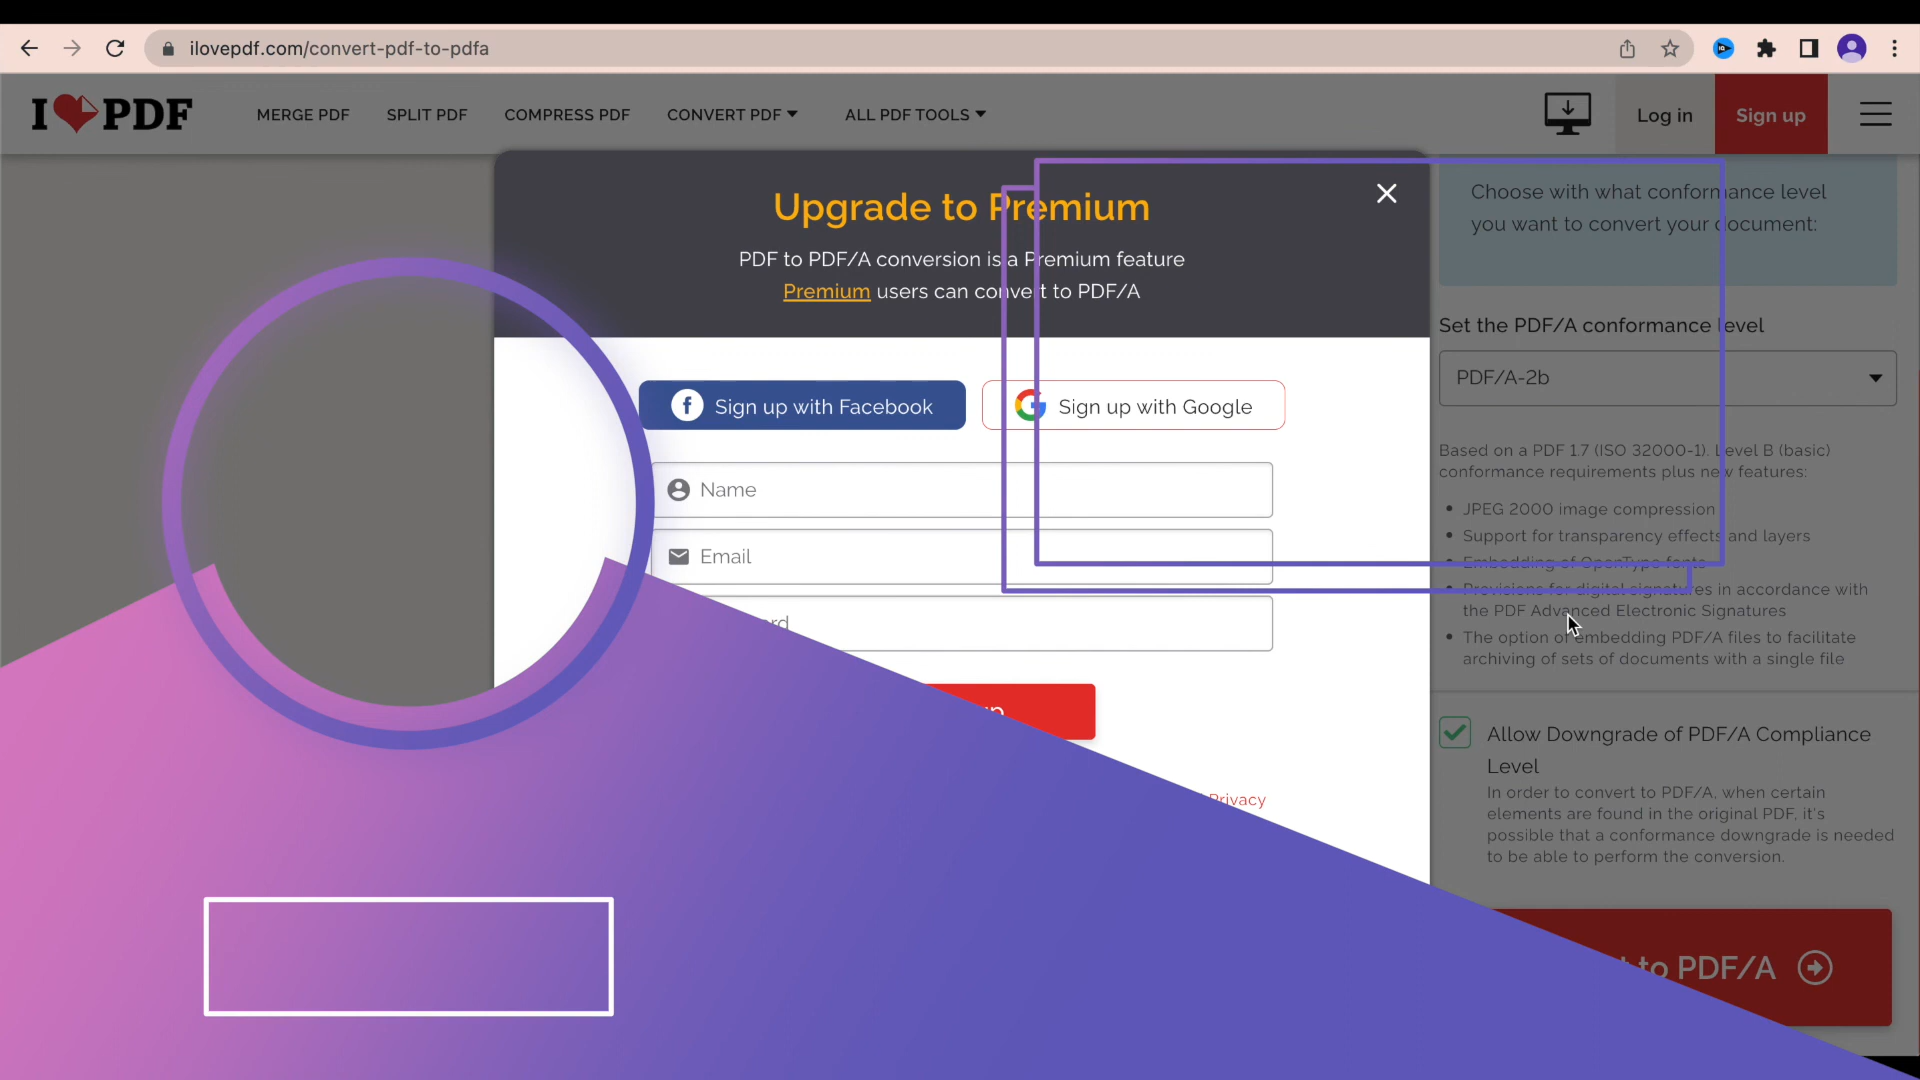 ilovepdf.com/convert-pdf-to-pdfa
I PDF
MERGE PDF
SPLIT PDF
COMPRESS PDF
CONVERT PDF
ALL PDF TOOLS
Log in
Sign up
Upgrade to Premium
PDF to PDF/A conversion is a Premium feature
Premium users can convert to PDF/A
Sign up with Facebook
Sign up with Google
Name
Email
Privacy
Choose with what conformance level
you want to convert your document:
Set the PDF/A conformance level
PDF/A-2b
Based on a PDF 1.7 (ISO 32000-1). Level B (basic)
conformance requirements plus new features:
JPEG 2000 image compression
Support for transparency effects and layers
Embedding of OpenType fonts
Provisions for digital signatures in accordance with
the PDF Advanced Electronic Signatures
The option of embedding PDF/A files to facilitate
archiving of sets of documents with a single file
Allow Downgrade of PDF/A Compliance
Level
In order to convert to PDF/A, when certain
elements are found in the original PDF, it's
possible that a conformance downgrade is needed
to be able to perform the conversion.
to PDF/A